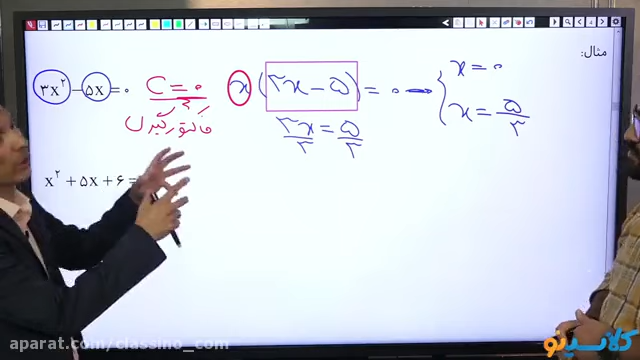 مثال:
۳x² − ۵x = ۰
C = ۰
فاکتورگیری
x (۳x − ۵) = ۰ → { x = ۰
x = ۵/۳
۳x/۳ = ۵/۳
x² + ۵x + ۶ =
aparat.com/classino_com
کلاسینو